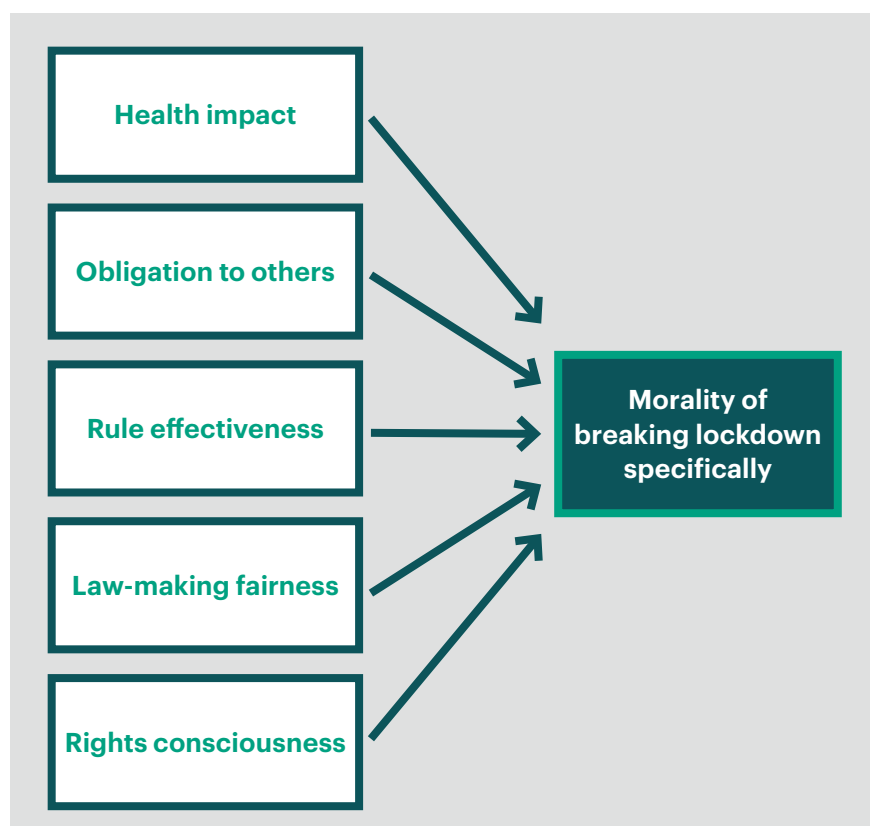 Health impact
Obligation to others
Rule effectiveness
Law-making fairness
Rights consciousness
Morality of
breaking lockdown
specifically